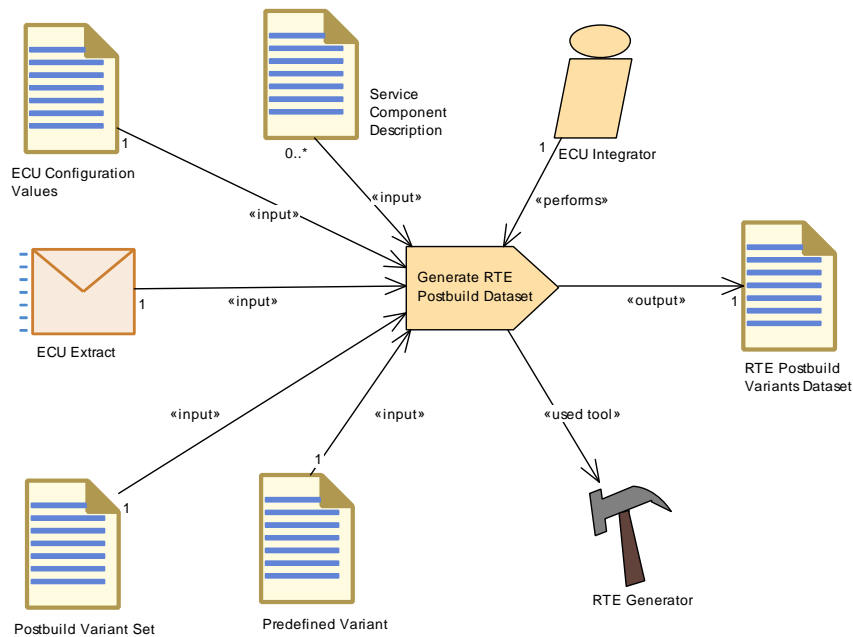 Service
Component
Description
0..*
ECU Configuration
Values
1
ECU Integrator
1
«input»
«input»
«performs»
Generate RTE
Postbuild Dataset
ECU Extract
1
«input»
«output»
1
RTE Postbuild
Variants Dataset
«input»
«input»
«used tool»
1
1
Postbuild Variant Set
Predefined Variant
RTE Generator